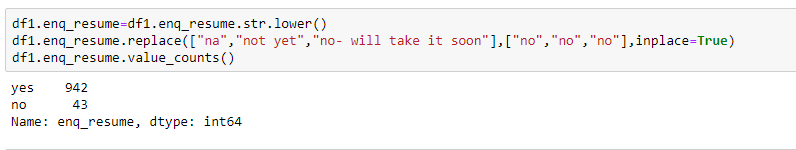 df1.enq_resume=df1.enq_resume.str.lower()
df1.enq_resume.replace(["na","not yet","no- will take it soon"],["no","no","no"],inplace=True)
df1.enq_resume.value_counts()
yes    942
no      43
Name: enq_resume, dtype: int64